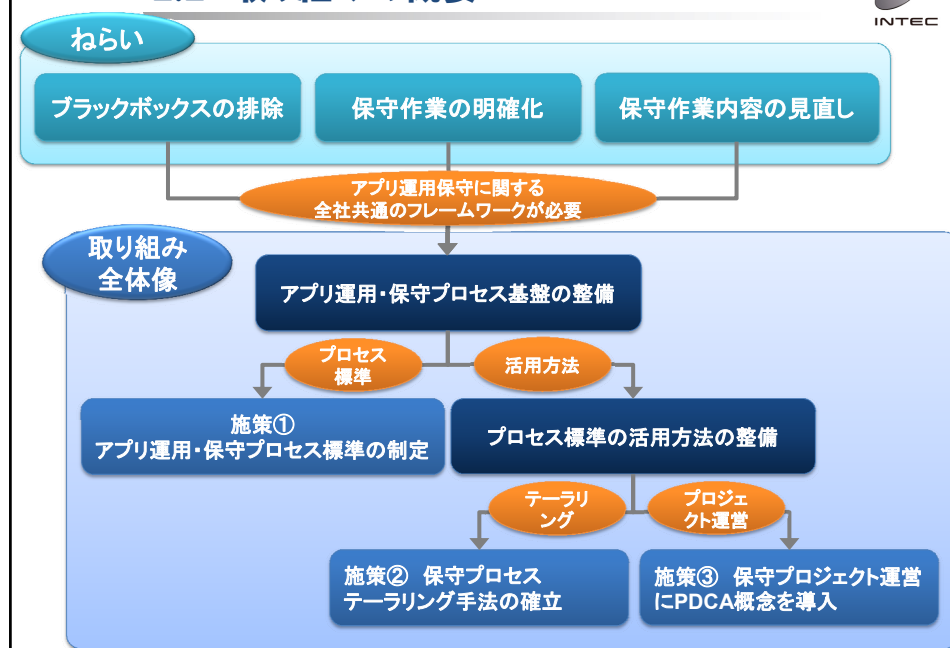 INTEC
ねらい
ブラックボックスの排除
保守作業の明確化
保守作業内容の見直し
アプリ運用保守に関する
全社共通のフレームワークが必要
取り組み
全体像
アプリ運用・保守プロセス基盤の整備
プロセス
標準
活用方法
施策①
アプリ運用・保守プロセス標準の制定
プロセス標準の活用方法の整備
テーラリ
ング
プロジェ
クト運営
施策② 保守プロセス
テーラリング手法の確立
施策③ 保守プロジェクト運営
にPDCA概念を導入